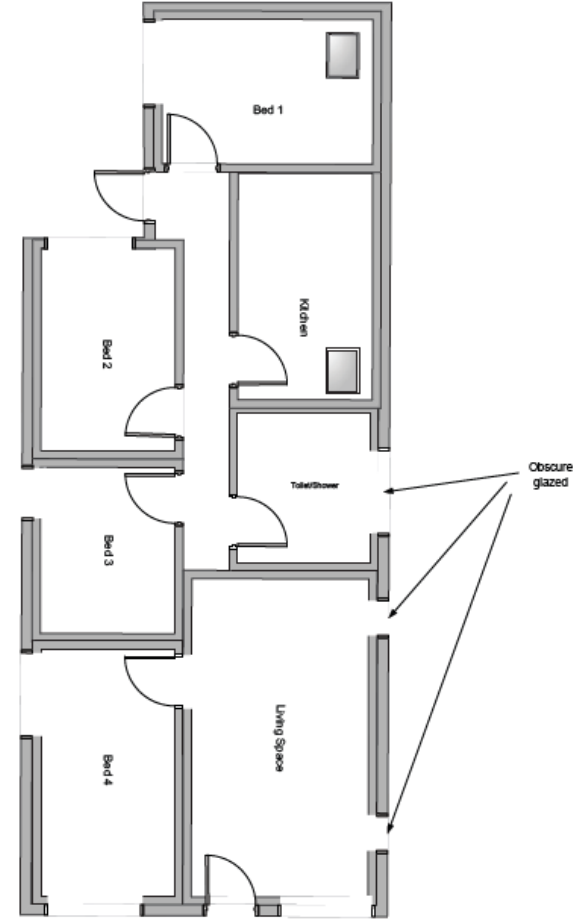 Bed 1
Kitchen
Bed 2
Obscure
glazed
Toilet/Shower
Bed 3
Living Space
Bed 4